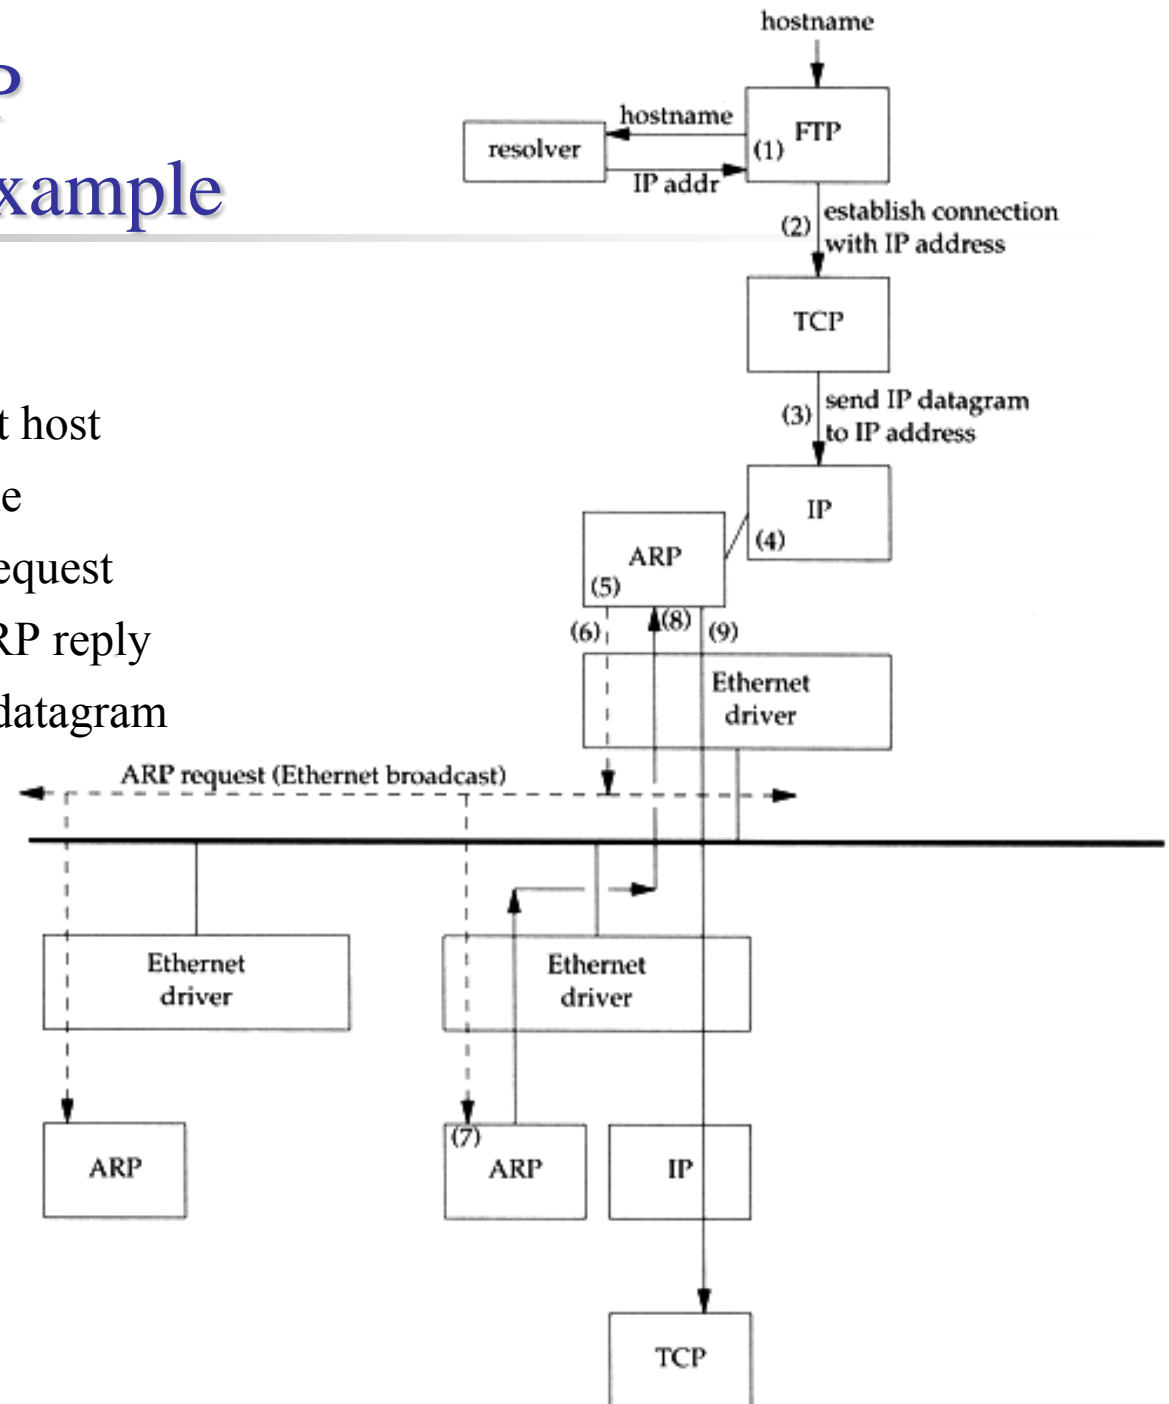 P
xample
t host
e
equest
RP reply
datagram
hostname
FTP
(1)
hostname
resolver
IP addr
(2)
establish connection
with IP address
TCP
(3)
send IP datagram
to IP address
IP
(4)
ARP
(5)
(6)
(8)
(9)
Ethernet
driver
ARP request (Ethernet broadcast)
Ethernet
driver
Ethernet
driver
ARP
(7)
ARP
IP
TCP